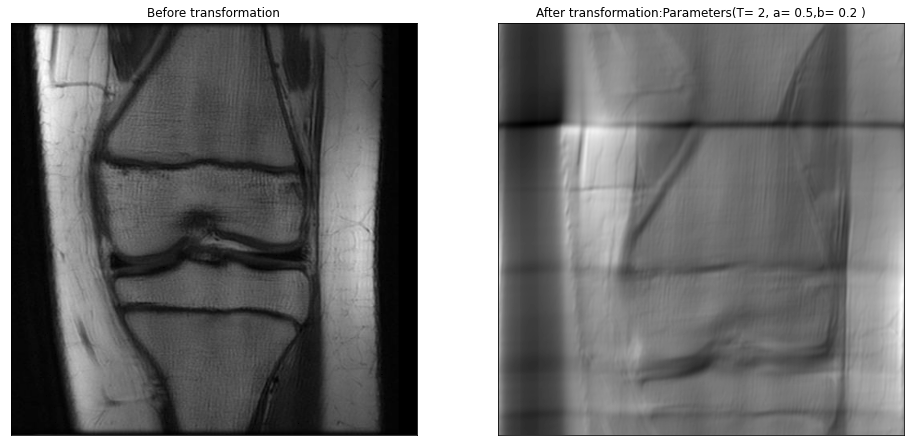 Before transformation
After transformation:Parameters(T= 2, a= 0.5,b= 0.2 )